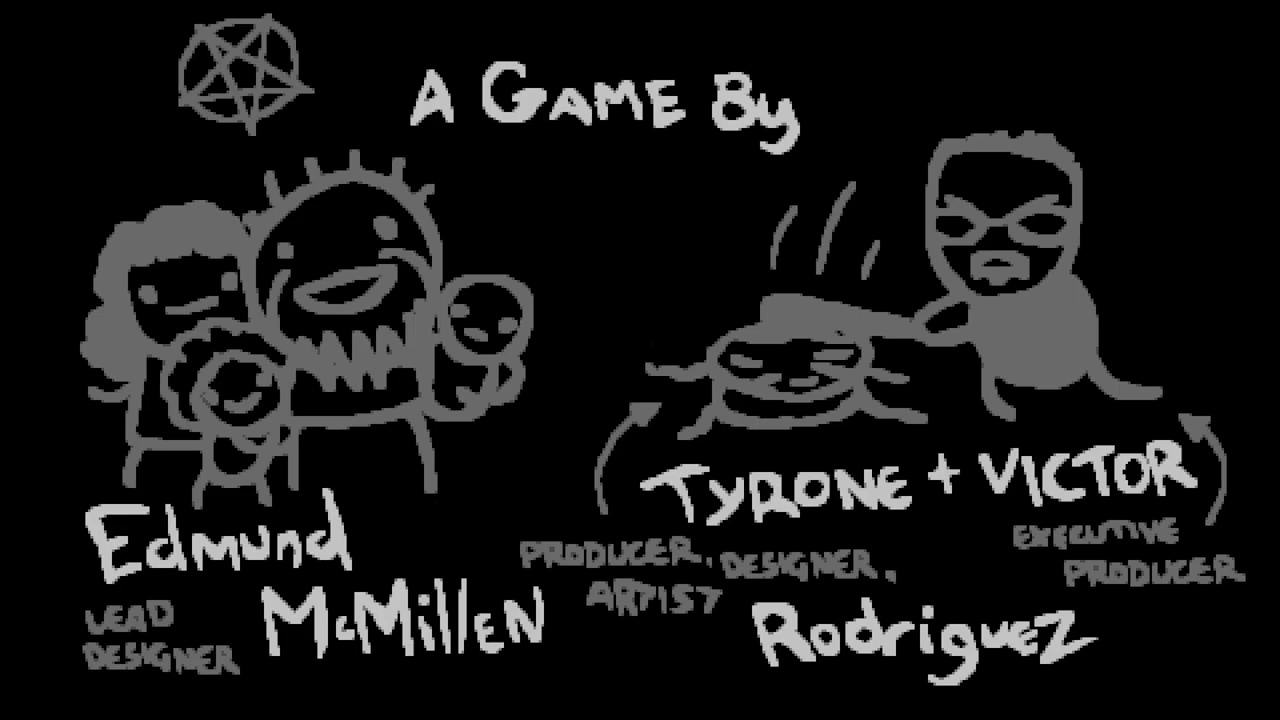 A GAME By
Edmund
McMillEN
LEAD
DESIGNER
TYRONE + VICTOR
PRODUCER, DESIGNER,
ARTIST
EXECUTIVE
PRODUCER
RodriguEz